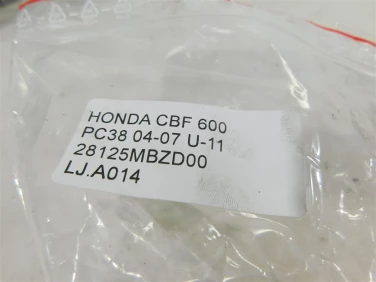 HONDA CBF 600
PC38 04-07 U-11
28125MBZD00
LJ.A014